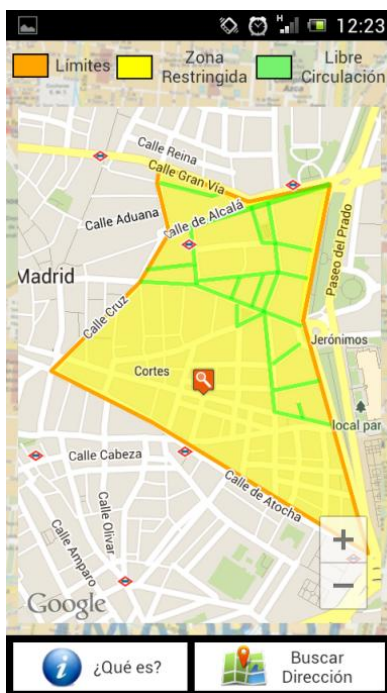 H
12:23
Límites
Zona
Restringida
Libre
Circulación
Calle Reina
Calle Gran Vía
Calle Aduana
Calle de Alcalá
Paseo del Prado
Madrid
Calle Cruz
Jerónimos
Cortes
local par
Calle Cabeza
Calle de Atocha
Calle Olivar
Calle Amparo
+
−
Google
i
¿Qué es?
Buscar
Dirección